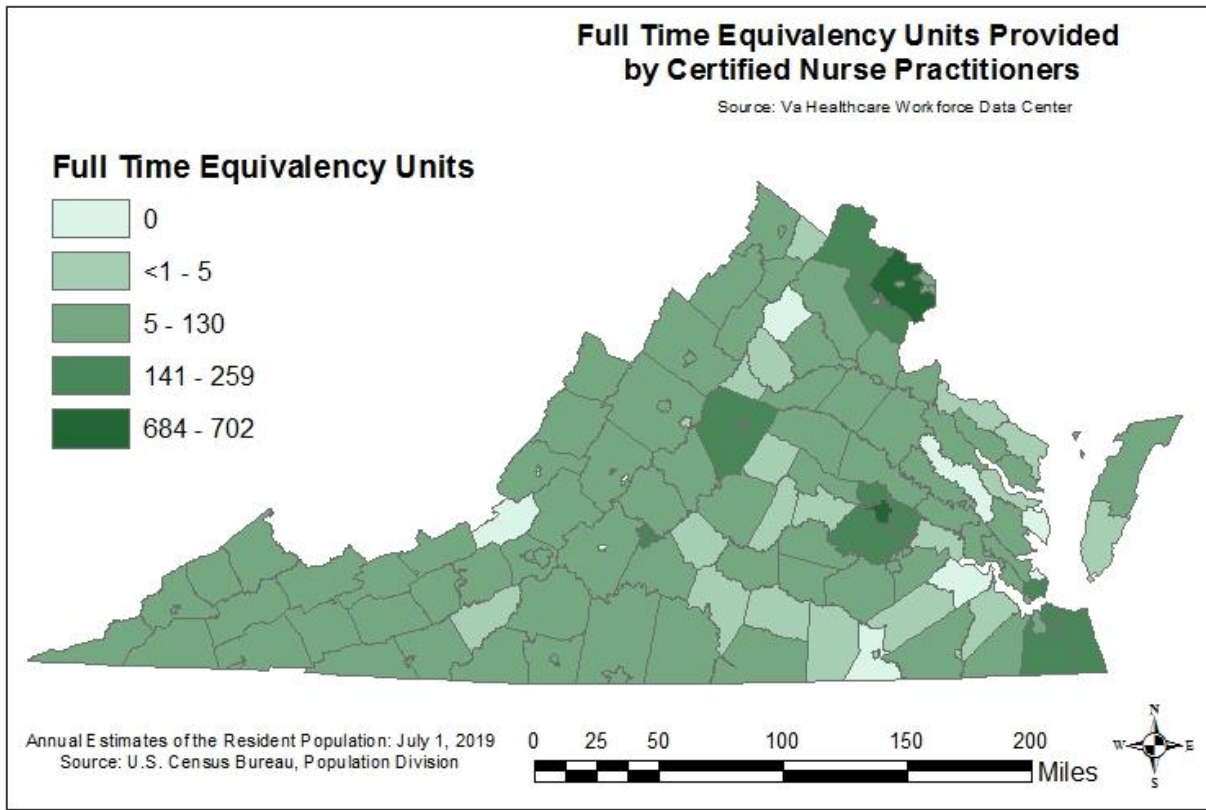 Full Time Equivalency Units Provided
by Certified Nurse Practitioners
Source: Va Healthcare Workforce Data Center
Full Time Equivalency Units
0
<1 - 5
5 - 130
141 - 259
684 - 702
Annual Estimates of the Resident Population: July 1, 2019
Source: U.S. Census Bureau, Population Division
0 25 50 100 150 200
Miles
N
W E
S